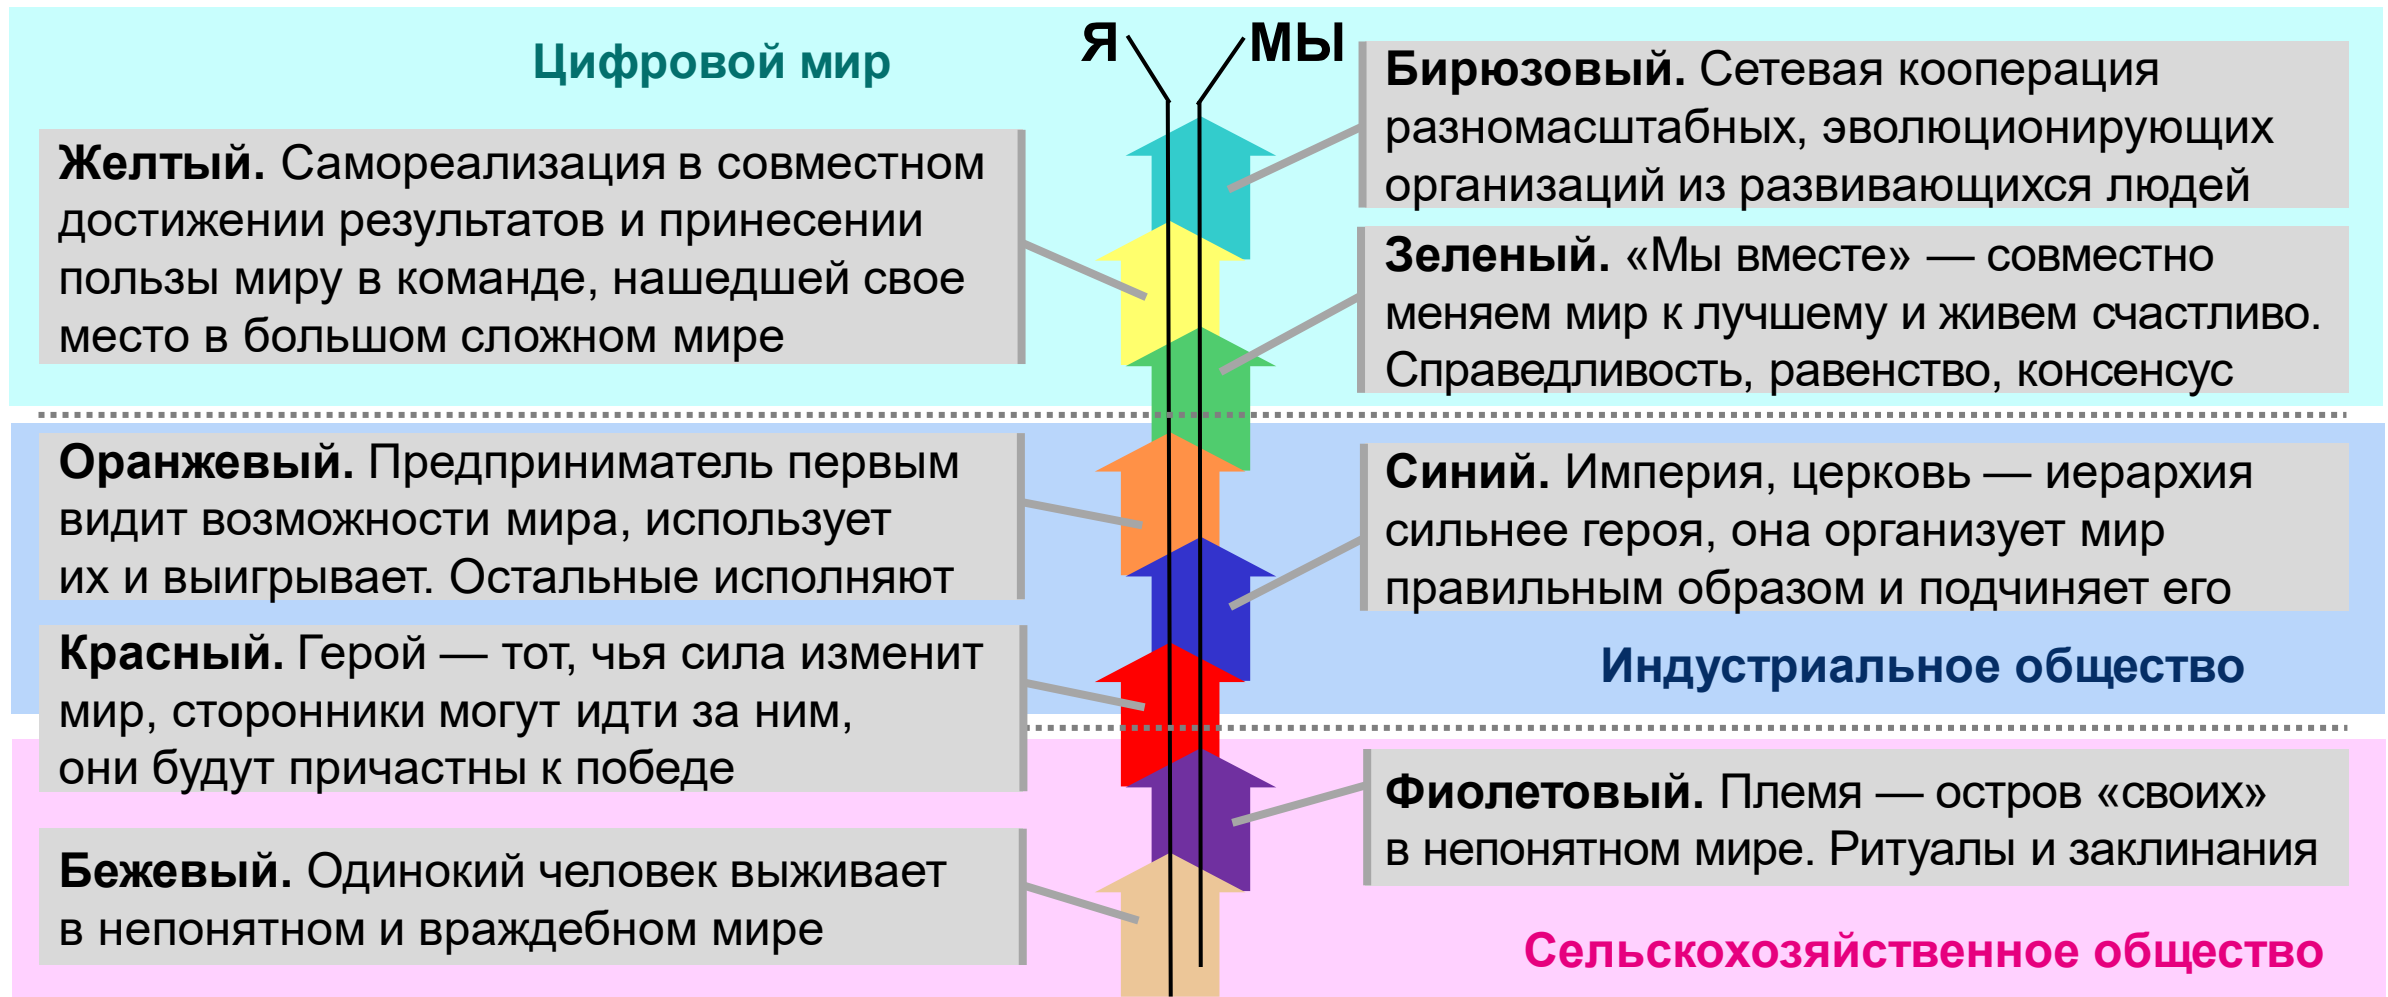 Цифровой мир
Я
МЫ
Желтый. Самореализация в совместном
достижении результатов и принесении
пользы миру в команде, нашедшей свое
место в большом сложном мире
Бирюзовый. Сетевая кооперация
разномасштабных, эволюционирующих
организаций из развивающихся людей
Зеленый. «Мы вместе» — совместно
меняем мир к лучшему и живем счастливо.
Справедливость, равенство, консенсус
Оранжевый. Предприниматель первым
видит возможности мира, использует
их и выигрывает. Остальные исполняют
Синий. Империя, церковь — иерархия
сильнее героя, она организует мир
правильным образом и подчиняет его
Красный. Герой — тот, чья сила изменит
мир, сторонники могут идти за ним,
они будут причастны к победе
Индустриальное общество
Фиолетовый. Племя — остров «своих»
в непонятном мире. Ритуалы и заклинания
Бежевый. Одинокий человек выживает
в непонятном и враждебном мире
Сельскохозяйственное общество